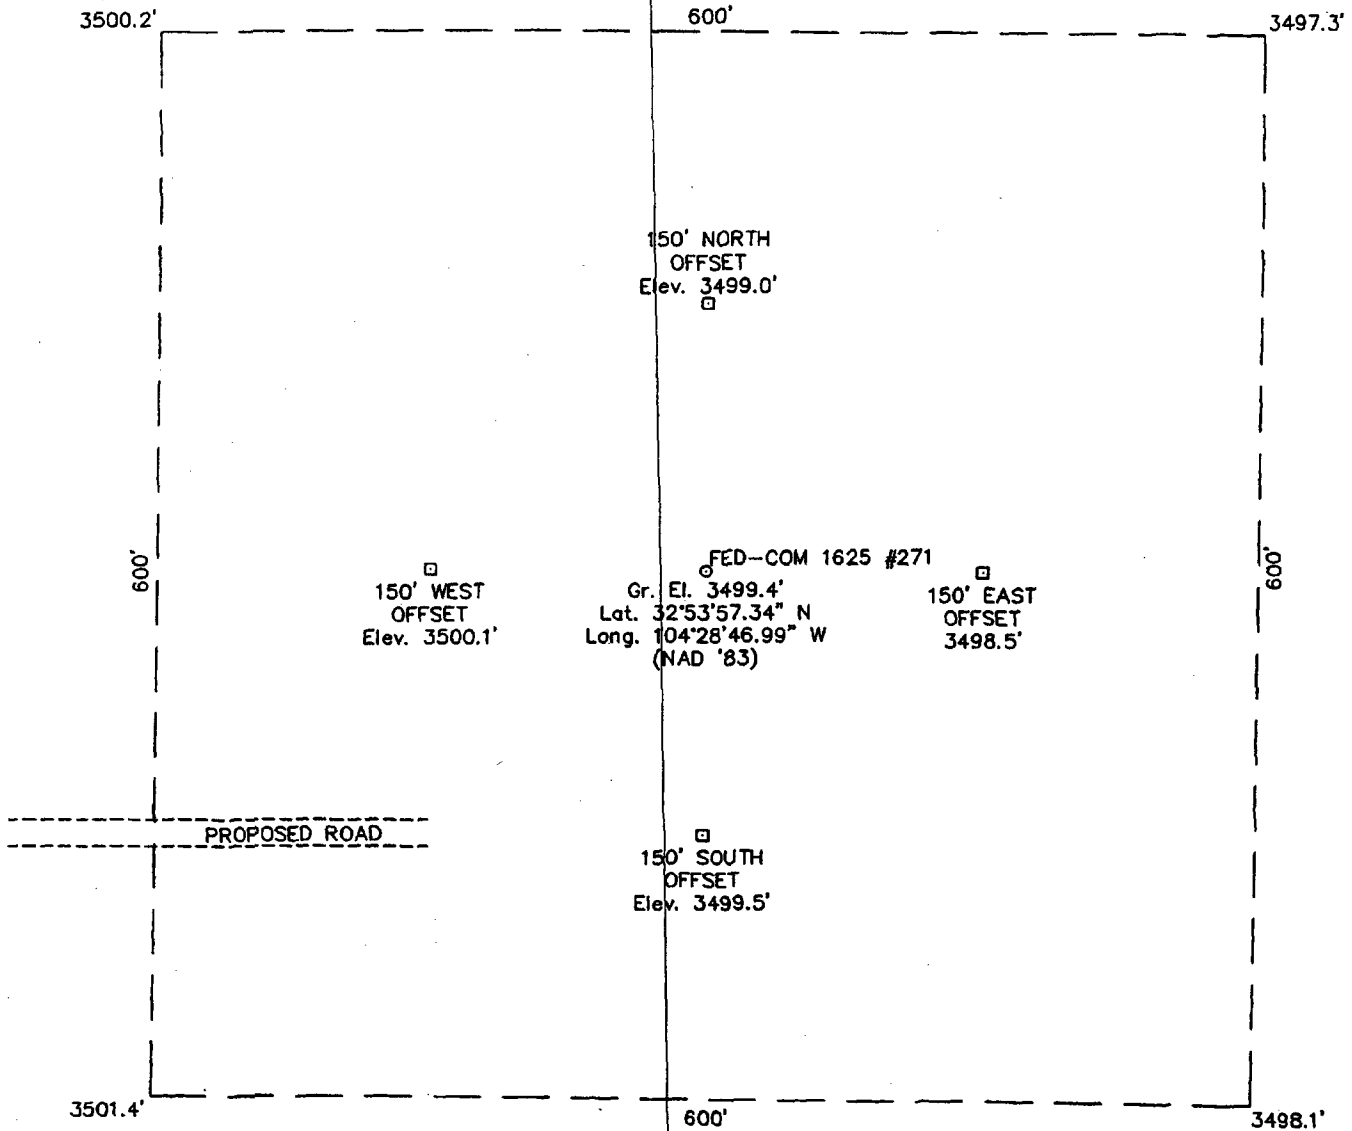 3500.2'
600'
3497.3'
150' NORTH
OFFSET
Elev. 3499.0'
600'
150' WEST
OFFSET
Elev. 3500.1'
FED-COM 1625 #271
Gr. El. 3499.4'
Lat. 32°53'57.34" N
Long. 104°28'46.99" W
(NAD '83)
150' EAST
OFFSET
3498.5'
600'
PROPOSED ROAD
150' SOUTH
OFFSET
Elev. 3499.5'
3501.4'
600'
3498.1'